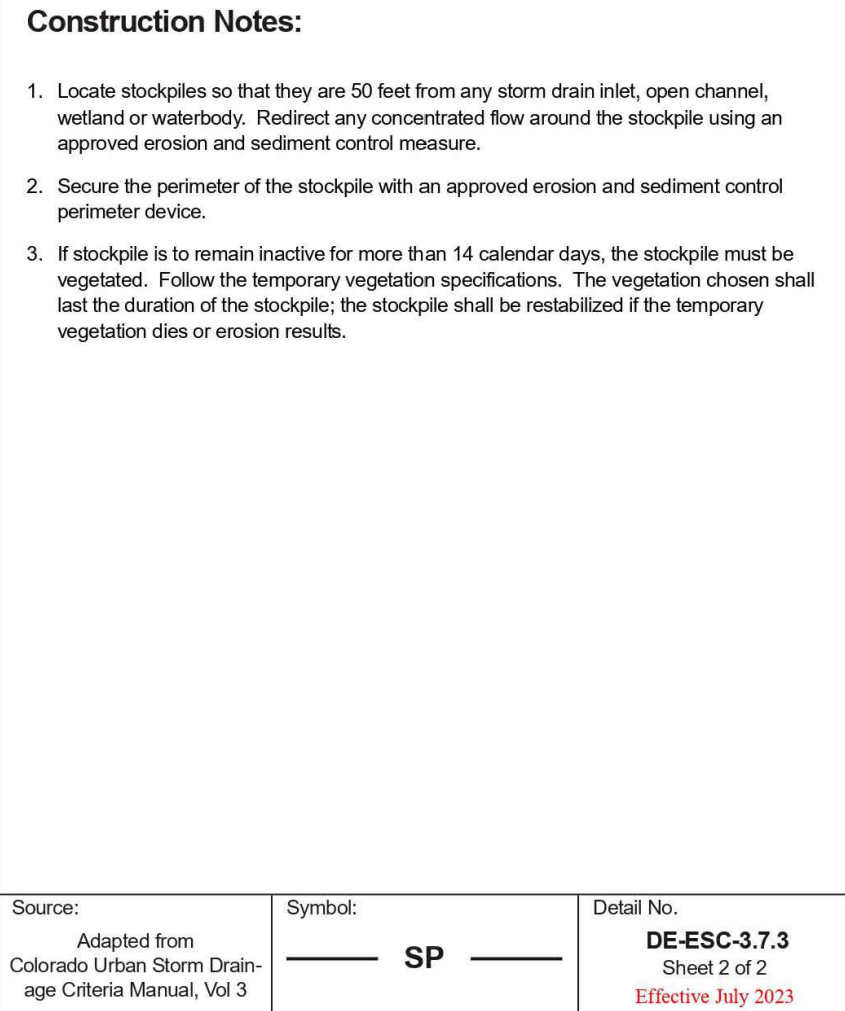 Construction Notes:
1. Locate stockpiles so that they are 50 feet from any storm drain inlet, open channel,
wetland or waterbody. Redirect any concentrated flow around the stockpile using an
approved erosion and sediment control measure.
2. Secure the perimeter of the stockpile with an approved erosion and sediment control
perimeter device.
3. If stockpile is to remain inactive for more than 14 calendar days, the stockpile must be
vegetated. Follow the temporary vegetation specifications. The vegetation chosen shall
last the duration of the stockpile; the stockpile shall be restabilized if the temporary
vegetation dies or erosion results.
Source:
Adapted from
Colorado Urban Storm Drain-
age Criteria Manual, Vol 3
Symbol:
SP
Detail No.
DE-ESC-3.7.3
Sheet 2 of 2
Effective July 2023